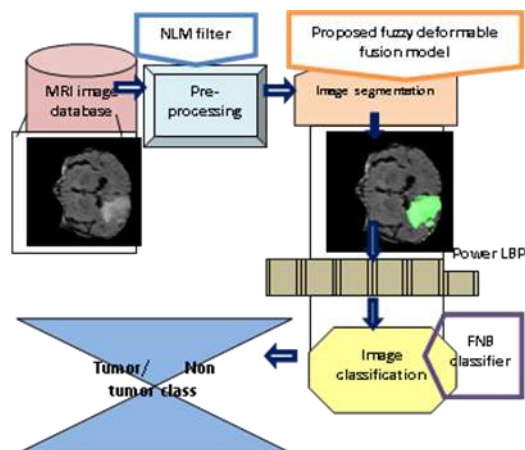 NLM filter
Proposed fuzzy deformable
fusion model
MRI image
database
Pre-
processing
Image segmentation
Power LBP
Image
classification
FNB
classifier
Tumor/ Non
tumor class